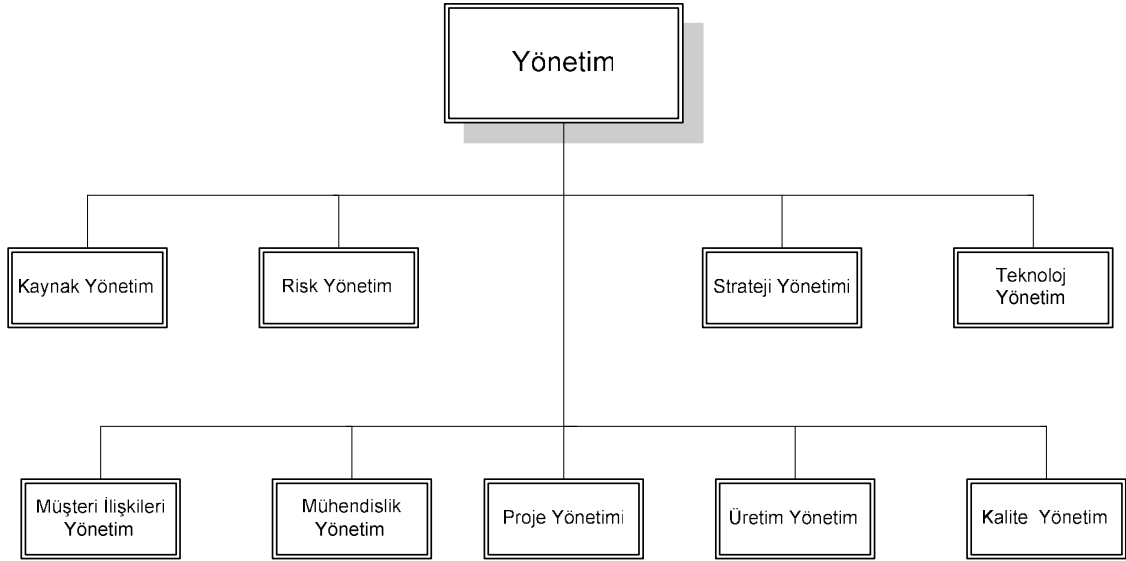 Yönetim
Kaynak Yönetim
Risk Yönetim
Strateji Yönetimi
Teknoloj
Yönetim
Müşteri İlişkileri
Yönetim
Mühendislik
Yönetim
Proje Yönetimi
Üretim Yönetim
Kalite Yönetim